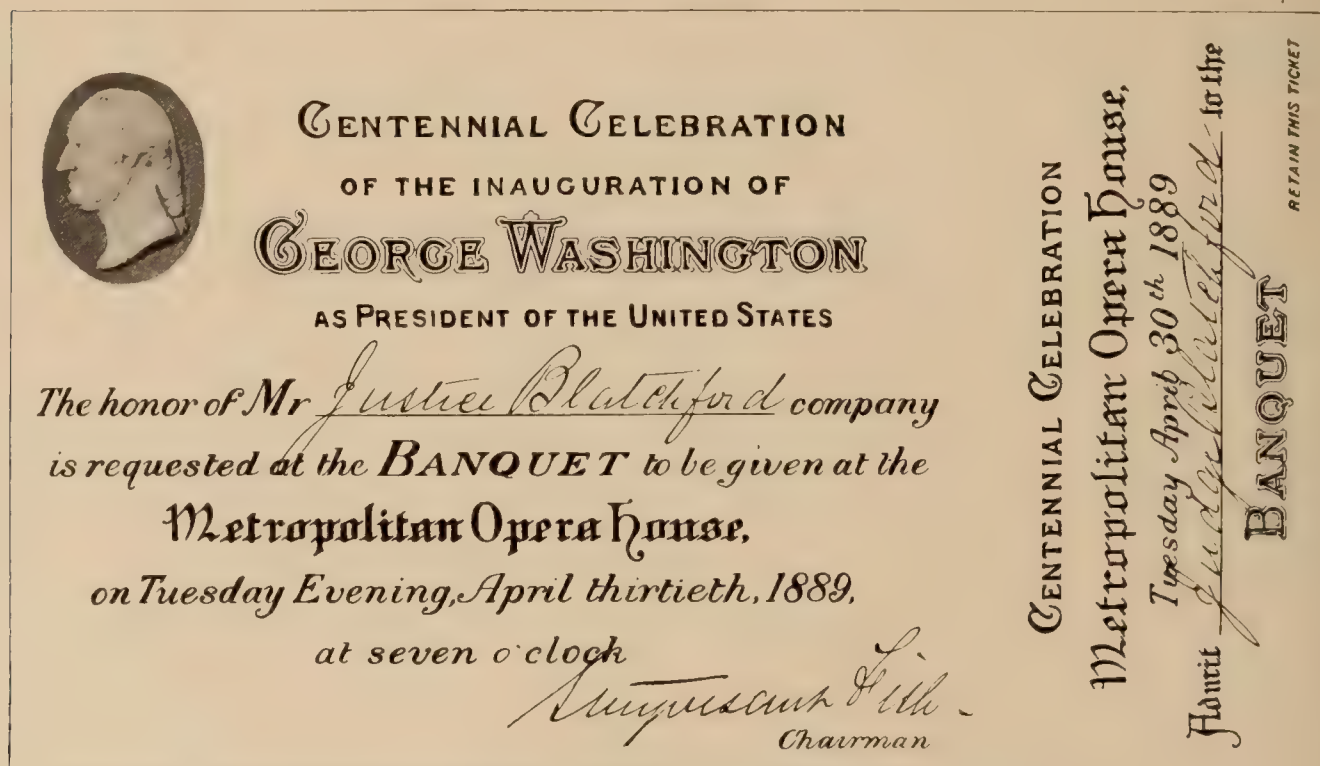 CENTENNIAL CELEBRATION
OF THE INAUGURATION OF
GEORGE WASHINGTON
AS PRESIDENT OF THE UNITED STATES
The honor of Mr Justice Blatchford company
is requested at the BANQUET to be given at the
Metropolitan Opera House,
on Tuesday Evening, April thirtieth, 1889,
at seven o'clock
Stuyvesant Fish
Chairman
CENTENNIAL CELEBRATION
Metropolitan Opera House,
Tuesday April 30th 1889
Admit Judge Blatchford to the
BANQUET
RETAIN THIS TICKET